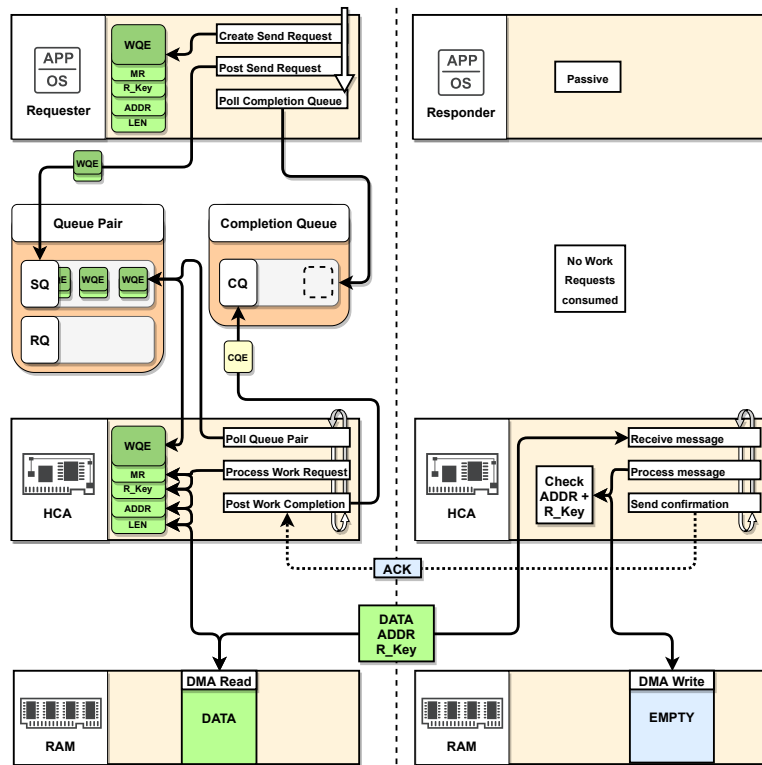 APP
OS
Requester
WQE
MR
R_Key
ADDR
LEN
Create Send Request
Post Send Request
Poll Completion Queue
APP
OS
Responder
Passive
WQE
Queue Pair
SQ
WQE
WQE
WQE
RQ
Completion Queue
CQ
CQE
No Work
Requests
consumed
HCA
WQE
MR
R_Key
ADDR
LEN
Poll Queue Pair
Process Work Request
Post Work Completion
HCA
Check
ADDR +
R_Key
Receive message
Process message
Send confirmation
ACK
DATA
ADDR
R_Key
RAM
DMA Read
DATA
RAM
DMA Write
EMPTY